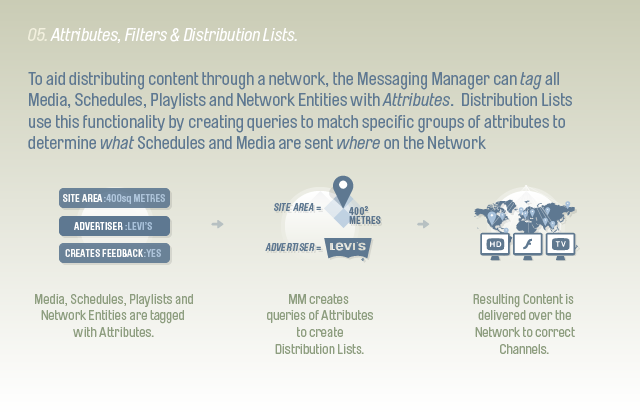 05. Attributes, Filters & Distribution Lists.
To aid distributing content through a network, the Messaging Manager can tag all
Media, Schedules, Playlists and Network Entities with Attributes. Distribution Lists
use this functionality by creating queries to match specific groups of attributes to
determine what Schedules and Media are sent where on the Network
SITE AREA :400sq METRES
ADVERTISER :LEVI'S
CREATES FEEDBACK:YES
SITE AREA =
400²
METRES
ADVERTISER =
LEVI'S
HD
f
TV
Media, Schedules, Playlists and
Network Entities are tagged
with Attributes.
MM creates
queries of Attributes
to create
Distribution Lists.
Resulting Content is
delivered over the
Network to correct
Channels.